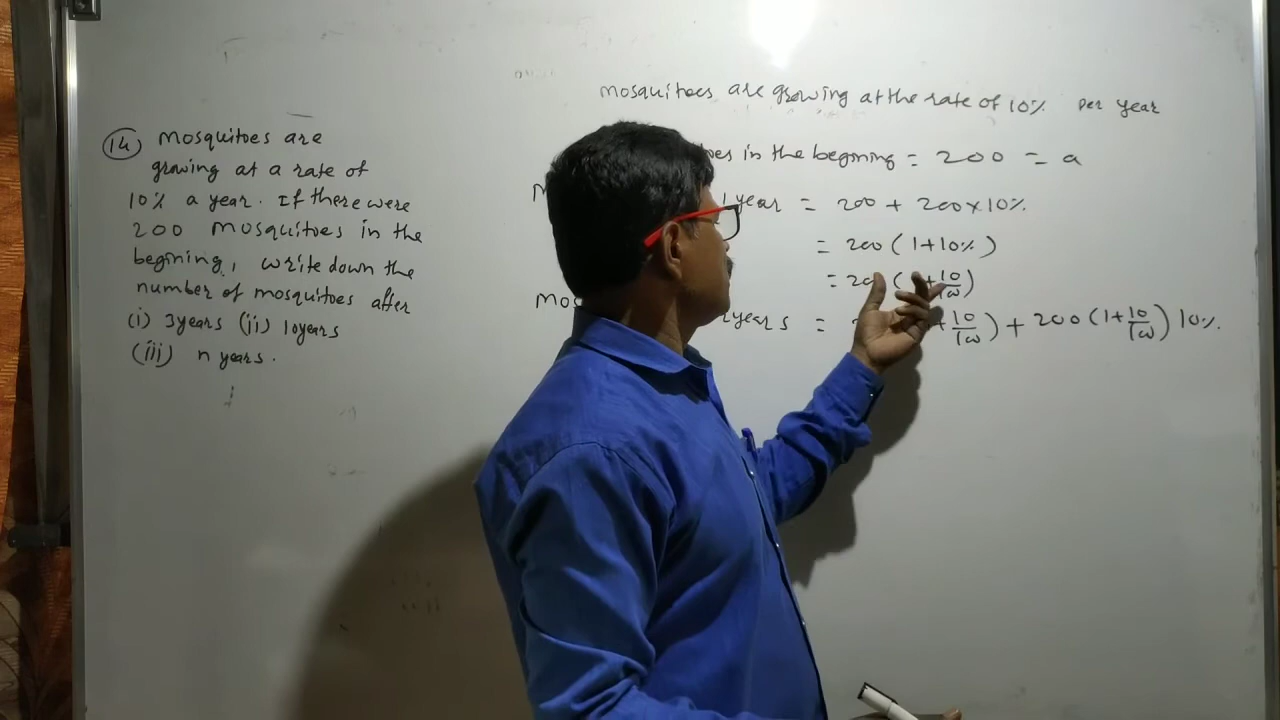 (14) Mosquitoes are
growing at a rate of
10% a year. If there were
200 mosquitoes in the
begining, write down the
number of mosquitoes after
(i) 3years (ii) 10years
(iii) n years.
mosquitoes are growing at the rate of 10% per year
in the begining = 200 = a
year = 200 + 200×10%
= 200 (1+10%)
= 20 ( +10/100)
years = +10/100) + 200 (1+10/100) 10%.